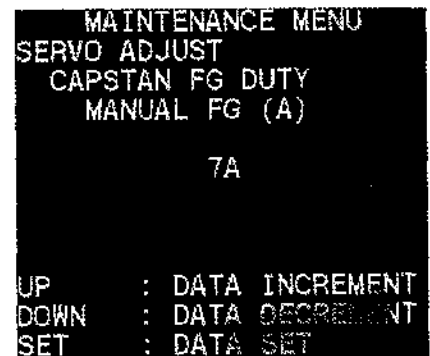 MAINTENANCE MENU
SERVO ADJUST
CAPSTAN FG DUTY
MANUAL FG (A)
7A
UP : DATA INCREMENT
DOWN : DATA DECREMENT
SET : DATA SET